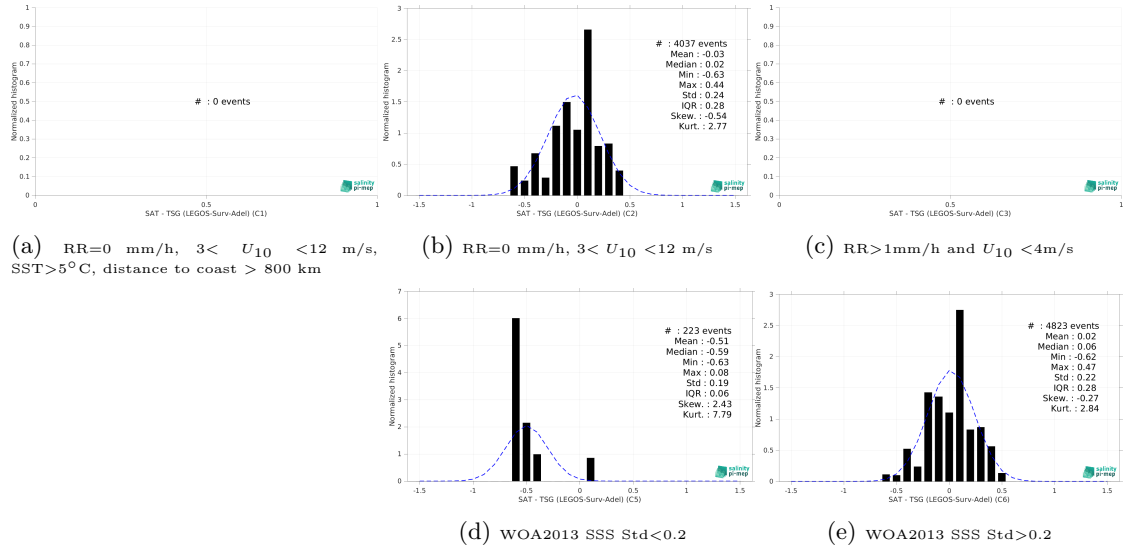 1
0.9
0.8
0.7
0.6
0.5
0.4
0.3
0.2
0.1
0
Normalized histogram
# : 0 events
0 0.5 1
SAT - TSG (LEGOS-Surv-Adel) (C1)
salinity
pi-mep
(a) RR=0 mm/h, 3< U10 <12 m/s,
SST>5°C, distance to coast > 800 km
3
2.5
2
1.5
1
0.5
0
Normalized histogram
# : 4037 events
Mean : -0.03
Median : 0.02
Min : -0.63
Max : 0.44
Std : 0.24
IQR : 0.28
Skew. : -0.54
Kurt. : 2.77
-1.5 -1 -0.5 0 0.5 1 1.5
SAT - TSG (LEGOS-Surv-Adel) (C2)
salinity
pi-mep
(b) RR=0 mm/h, 3< U10 <12 m/s
1
0.9
0.8
0.7
0.6
0.5
0.4
0.3
0.2
0.1
0
Normalized histogram
# : 0 events
0 0.5 1
SAT - TSG (LEGOS-Surv-Adel) (C3)
salinity
pi-mep
(c) RR>1mm/h and U10 <4m/s
7
6
5
4
3
2
1
0
Normalized histogram
# : 223 events
Mean : -0.51
Median : -0.59
Min : -0.63
Max : 0.08
Std : 0.19
IQR : 0.06
Skew. : 2.43
Kurt. : 7.79
-1.5 -1 -0.5 0 0.5 1 1.5
SAT - TSG (LEGOS-Surv-Adel) (C5)
salinity
pi-mep
(d) WOA2013 SSS Std<0.2
3
2.5
2
1.5
1
0.5
0
Normalized histogram
# : 4823 events
Mean : 0.02
Median : 0.06
Min : -0.62
Max : 0.47
Std : 0.22
IQR : 0.28
Skew. : -0.27
Kurt. : 2.84
-1.5 -1 -0.5 0 0.5 1 1.5
SAT - TSG (LEGOS-Surv-Adel) (C6)
salinity
pi-mep
(e) WOA2013 SSS Std>0.2